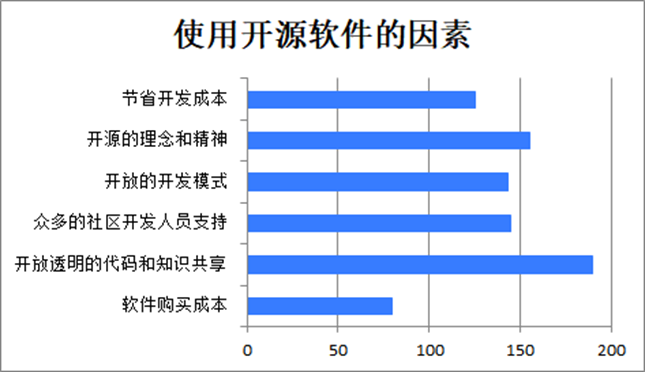 使用开源软件的因素
节省开发成本
开源的理念和精神
开放的开发模式
众多的社区开发人员支持
开放透明的代码和知识共享
软件购买成本
0 50 100 150 200